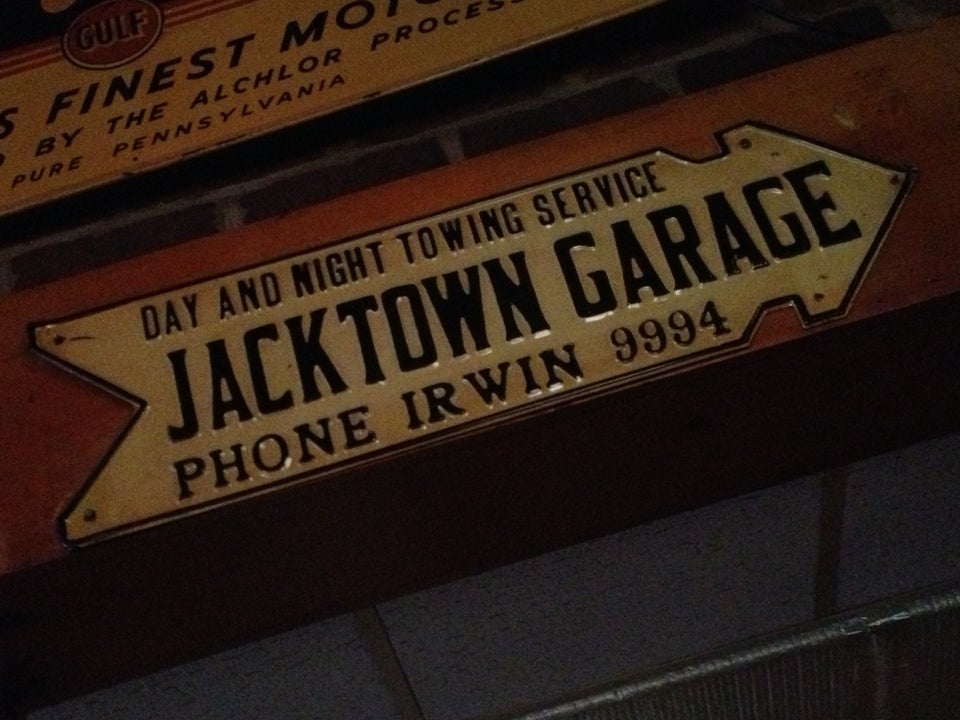 GULF
FINEST MOTO
BY THE ALCHLOR PROCESS
PURE PENNSYLVANIA
DAY AND NIGHT TOWING SERVICE
JACKTOWN GARAGE
PHONE IRWIN 9994